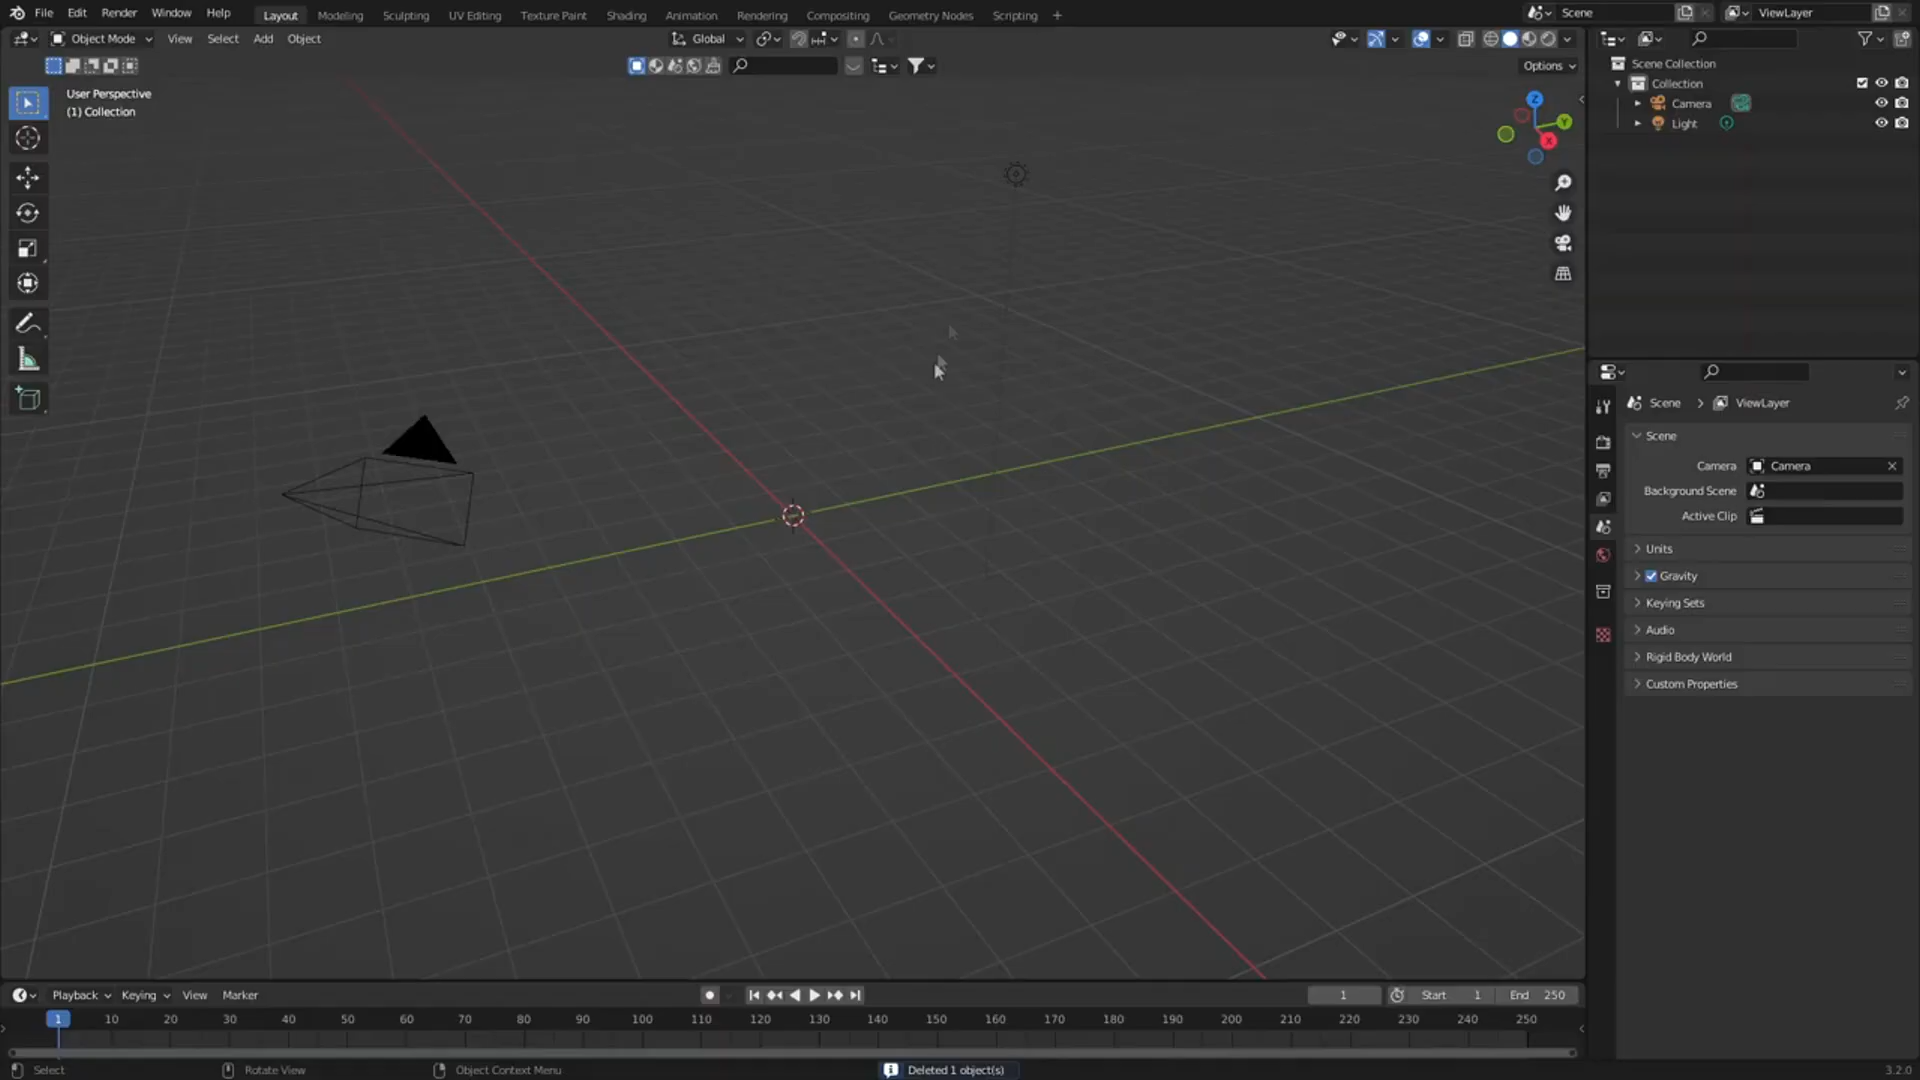 File Edit Render Window Help Layout Modeling Sculpting UV Editing Texture Paint Shading Animation Rendering Compositing Geometry Nodes Scripting + Scene ViewLayer
Object Mode View Select Add Object Global
Options
User Perspective
(1) Collection
Z
Y
X
Scene Collection
Collection
Camera
Light
Scene > ViewLayer
Scene
Camera Camera
Background Scene
Active Clip
Units
Gravity
Keying Sets
Audio
Rigid Body World
Custom Properties
Playback Keying View Marker 1 Start 1 End 250
1 10 20 30 40 50 60 70 80 90 100 110 120 130 140 150 160 170 180 190 200 210 220 230 240 250
Select Rotate View Object Context Menu Deleted 1 object(s) 3.2.0